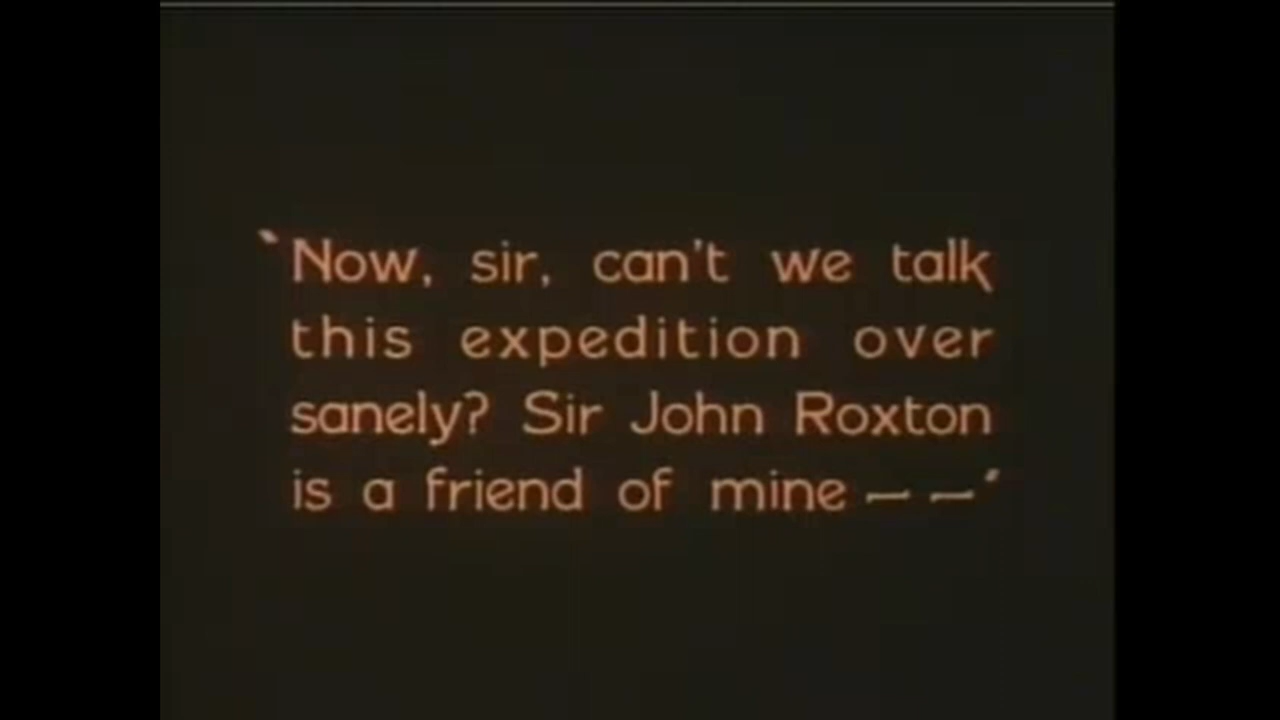 ‘Now, sir, can't we talk
this expedition over
sanely? Sir John Roxton
is a friend of mine — —’